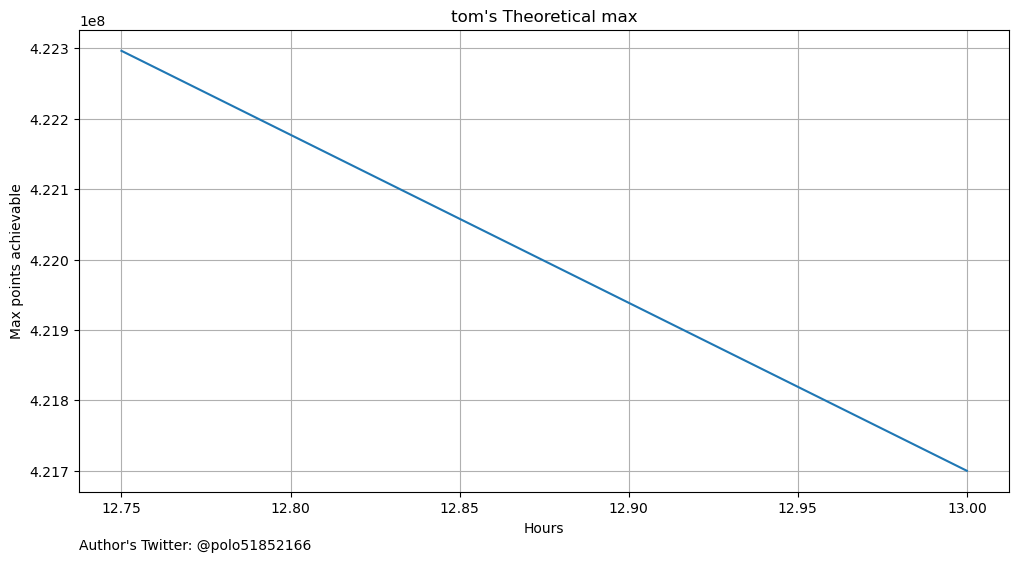 tom's Theoretical max
1e8
4.223
4.222
4.221
4.220
4.219
4.218
4.217
Max points achievable
12.75 12.80 12.85 12.90 12.95 13.00
Hours
Author's Twitter: @polo51852166